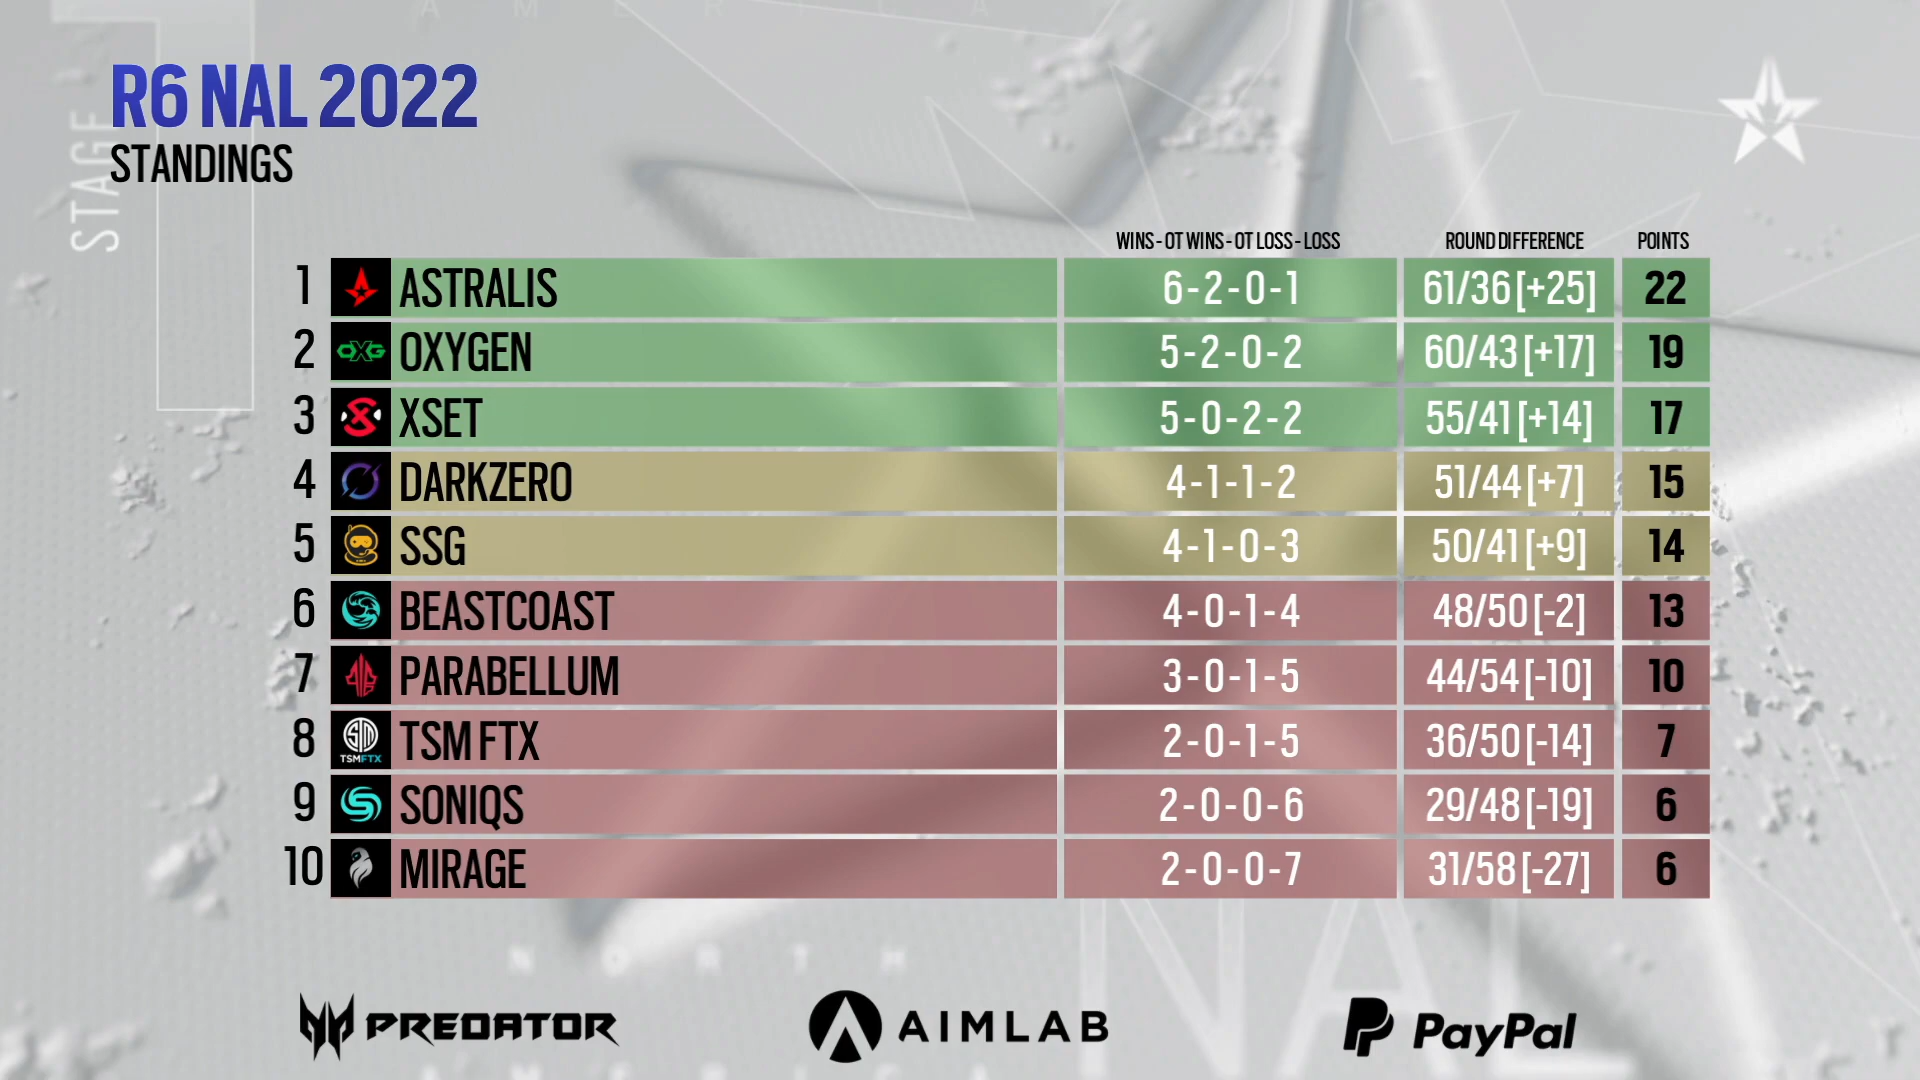 AMERICA
STAGE
R6 NAL 2022
STANDINGS
WINS - OT WINS - OT LOSS - LOSS ROUND DIFFERENCE POINTS
1 ASTRALIS 6-2-0-1 61/36 [+25] 22
2 OXG OXYGEN 5-2-0-2 60/43 [+17] 19
3 XSET 5-0-2-2 55/41 [+14] 17
4 DARKZERO 4-1-1-2 51/44 [+7] 15
5 SSG 4-1-0-3 50/41 [+9] 14
6 BEASTCOAST 4-0-1-4 48/50 [-2] 13
7 PARABELLUM 3-0-1-5 44/54 [-10] 10
8 TSMFTX TSM FTX 2-0-1-5 36/50 [-14] 7
9 SONIQS 2-0-0-6 29/48 [-19] 6
10 MIRAGE 2-0-0-7 31/58 [-27] 6
NORTH
NAL
PREDATOR AIMLAB PayPal
AMERICA